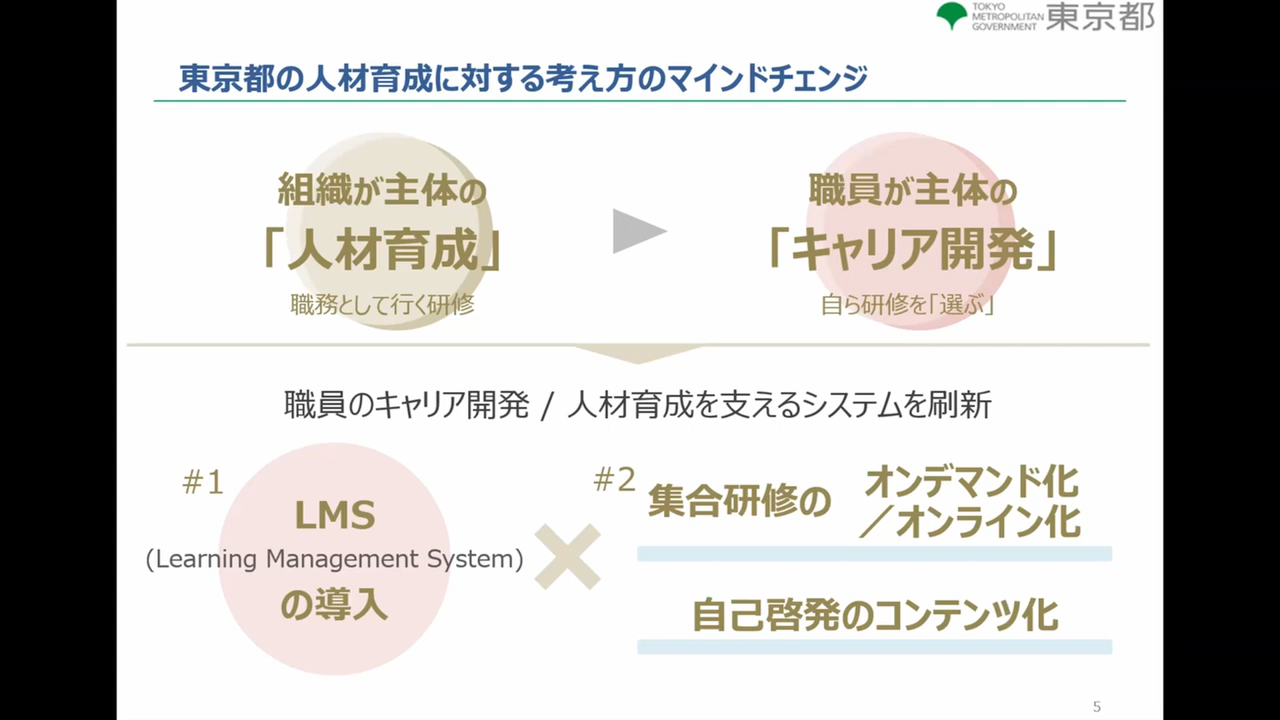 TOKYO
METROPOLITAN
GOVERNMENT
東京都
東京都の人材育成に対する考え方のマインドチェンジ
組織が主体の
「人材育成」
職務として行く研修
職員が主体の
「キャリア開発」
自ら研修を「選ぶ」
職員のキャリア開発 / 人材育成を支えるシステムを刷新
#1
LMS
(Learning Management System)
の導入
#2
集合研修の
オンデマンド化
／オンライン化
自己啓発のコンテンツ化
5